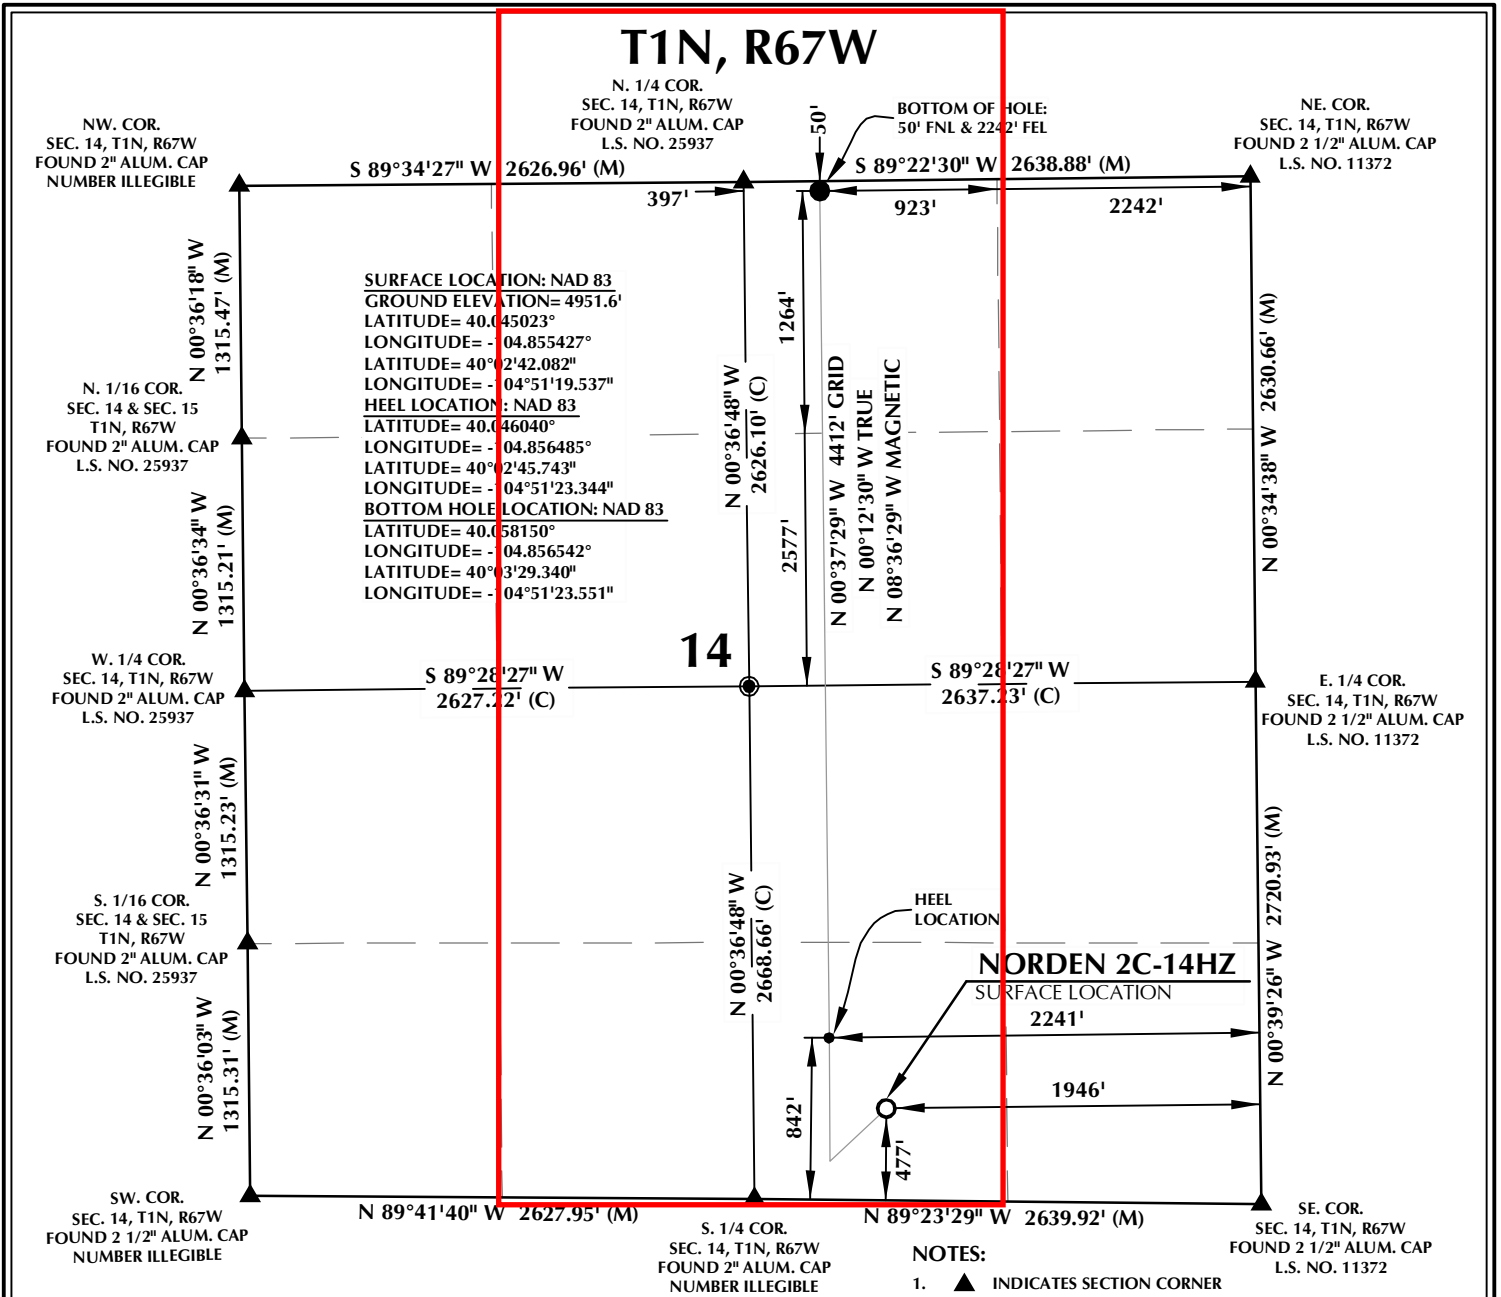 T1N, R67W
NW. COR.
SEC. 14, T1N, R67W
FOUND 2" ALUM. CAP
NUMBER ILLEGIBLE
N. 1/4 COR.
SEC. 14, T1N, R67W
FOUND 2" ALUM. CAP
L.S. NO. 25937
50'
BOTTOM OF HOLE:
50' FNL & 2242' FEL
NE. COR.
SEC. 14, T1N, R67W
FOUND 2 1/2" ALUM. CAP
L.S. NO. 11372
S 89°34'27" W 2626.96' (M)
S 89°22'30" W 2638.88' (M)
397'
923'
2242'
N 00°36'18" W
1315.47' (M)
SURFACE LOCATION: NAD 83
GROUND ELEVATION= 4951.6'
LATITUDE= 40.045023°
LONGITUDE= -104.855427°
LATITUDE= 40°02'42.082"
LONGITUDE= -104°51'19.537"
HEEL LOCATION: NAD 83
LATITUDE= 40.046040°
LONGITUDE= -104.856485°
LATITUDE= 40°02'45.743"
LONGITUDE= -104°51'23.344"
BOTTOM HOLE LOCATION: NAD 83
LATITUDE= 40.058150°
LONGITUDE= -104.856542°
LATITUDE= 40°03'29.340"
LONGITUDE= -104°51'23.551"
1264'
N 00°36'48" W
2626.10' (C)
2577'
N 00°37'29" W 4412' GRID
N 00°12'30" W TRUE
N 08°36'29" W MAGNETIC
N 00°34'38" W 2630.66' (M)
N. 1/16 COR.
SEC. 14 & SEC. 15
T1N, R67W
FOUND 2" ALUM. CAP
L.S. NO. 25937
N 00°36'34" W
1315.21' (M)
14
W. 1/4 COR.
SEC. 14, T1N, R67W
FOUND 2" ALUM. CAP
L.S. NO. 25937
S 89°28'27" W
2627.22' (C)
S 89°28'27" W
2637.23' (C)
E. 1/4 COR.
SEC. 14, T1N, R67W
FOUND 2 1/2" ALUM. CAP
L.S. NO. 11372
N 00°36'31" W
1315.23' (M)
N 00°36'48" W
2668.66' (C)
N 00°39'26" W 2720.93' (M)
S. 1/16 COR.
SEC. 14 & SEC. 15
T1N, R67W
FOUND 2" ALUM. CAP
L.S. NO. 25937
HEEL
LOCATION
NORDEN 2C-14HZ
SURFACE LOCATION
2241'
N 00°36'03" W
1315.31' (M)
842'
1946'
477'
SW. COR.
SEC. 14, T1N, R67W
FOUND 2 1/2" ALUM. CAP
NUMBER ILLEGIBLE
N 89°41'40" W 2627.95' (M)
N 89°23'29" W 2639.92' (M)
S. 1/4 COR.
SEC. 14, T1N, R67W
FOUND 2" ALUM. CAP
NUMBER ILLEGIBLE
SE. COR.
SEC. 14, T1N, R67W
FOUND 2 1/2" ALUM. CAP
L.S. NO. 11372
NOTES:
1. ▲ INDICATES SECTION CORNER